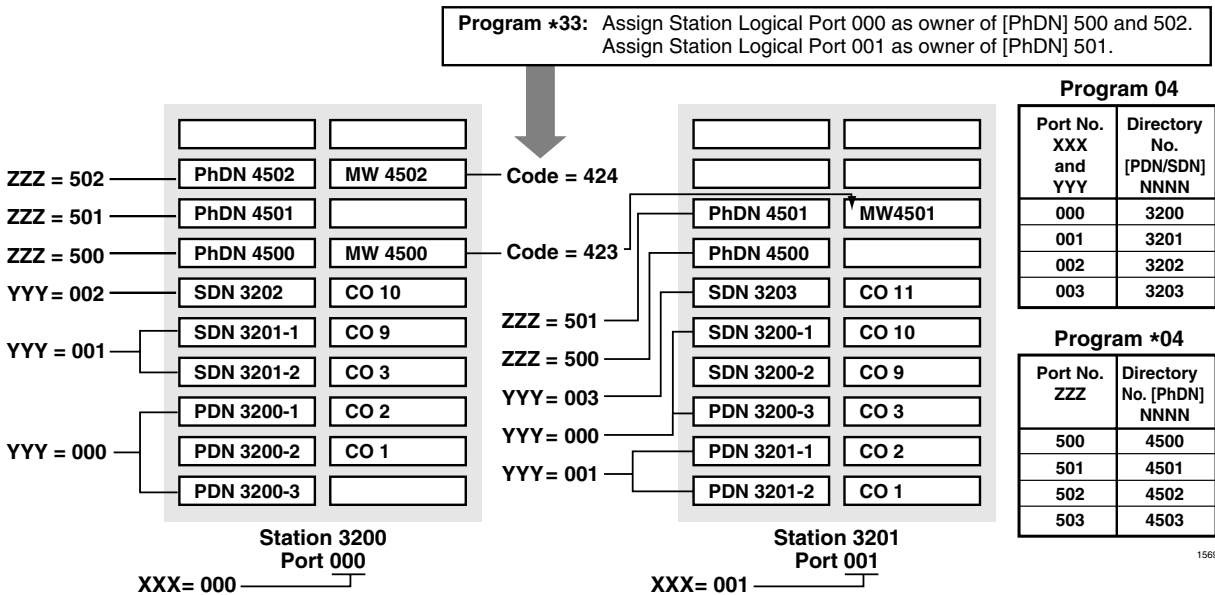 Program *33: Assign Station Logical Port 000 as owner of [PhDN] 500 and 502.
Assign Station Logical Port 001 as owner of [PhDN] 501.
ZZZ = 502
ZZZ = 501
ZZZ = 500
YYY = 002
YYY = 001
YYY = 000
PhDN 4502 MW 4502
PhDN 4501
PhDN 4500 MW 4500
SDN 3202 CO 10
SDN 3201-1 CO 9
SDN 3201-2 CO 3
PDN 3200-1 CO 2
PDN 3200-2 CO 1
PDN 3200-3
Station 3200
Port 000
XXX= 000
Code = 424
Code = 423
ZZZ = 501
ZZZ = 500
YYY = 003
YYY = 000
YYY = 001
PhDN 4501 MW4501
PhDN 4500
SDN 3203 CO 11
SDN 3200-1 CO 10
SDN 3200-2 CO 9
PDN 3200-3 CO 3
PDN 3201-1 CO 2
PDN 3201-2 CO 1
Station 3201
Port 001
XXX= 001
Program 04
Port No. Directory
XXX No.
and [PDN/SDN]
YYY NNNN
000 3200
001 3201
002 3202
003 3203
Program *04
Port No. Directory
ZZZ No. [PhDN]
NNNN
500 4500
501 4501
502 4502
503 4503
1569